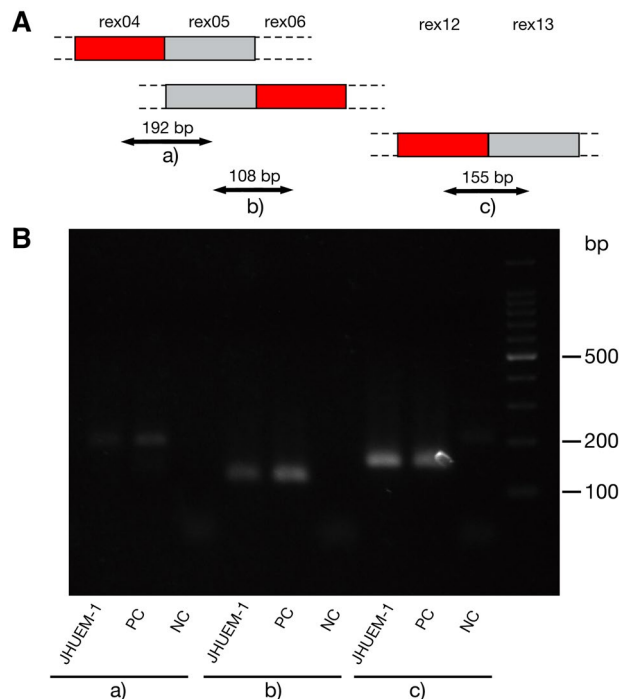 A
rex04 rex05 rex06 rex12 rex13
192 bp
a)
108 bp
b)
155 bp
c)
B
bp
500
200
100
JHUEM-1 PC NC JHUEM-1 PC NC JHUEM-1 PC NC
a) b) c)